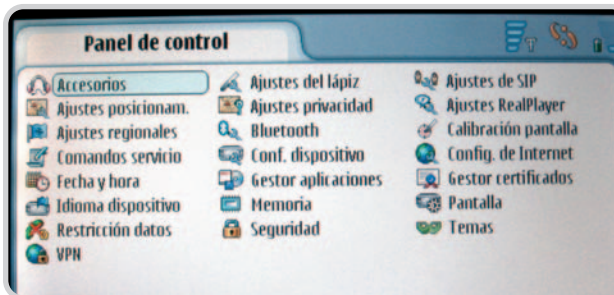 Panel de control
Accesorios
Ajustes posicionam.
Ajustes regionales
Comandos servicio
Fecha y hora
Idioma dispositivo
Restricción datos
VPN
Ajustes del lápiz
Ajustes privacidad
Bluetooth
Conf. dispositivo
Gestor aplicaciones
Memoria
Seguridad
Ajustes de SIP
Ajustes RealPlayer
Calibración pantalla
Config. de Internet
Gestor certificados
Pantalla
Temas